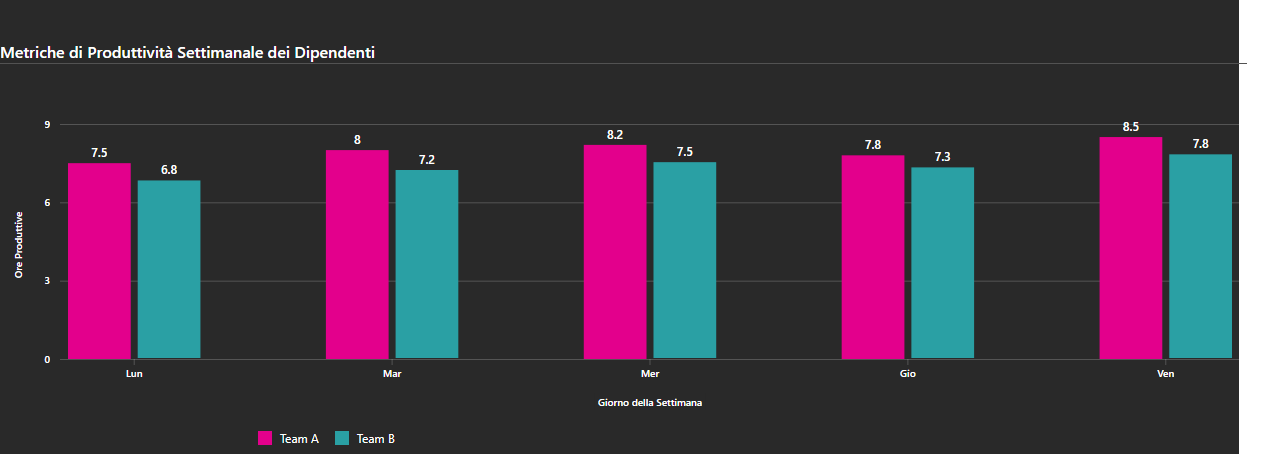 Metriche di Produttività Settimanale dei Dipendenti
9
6
3
0
Ore Produttive
7.5
6.8
8
7.2
8.2
7.5
7.8
7.3
8.5
7.8
Lun
Mar
Mer
Gio
Ven
Giorno della Settimana
Team A
Team B